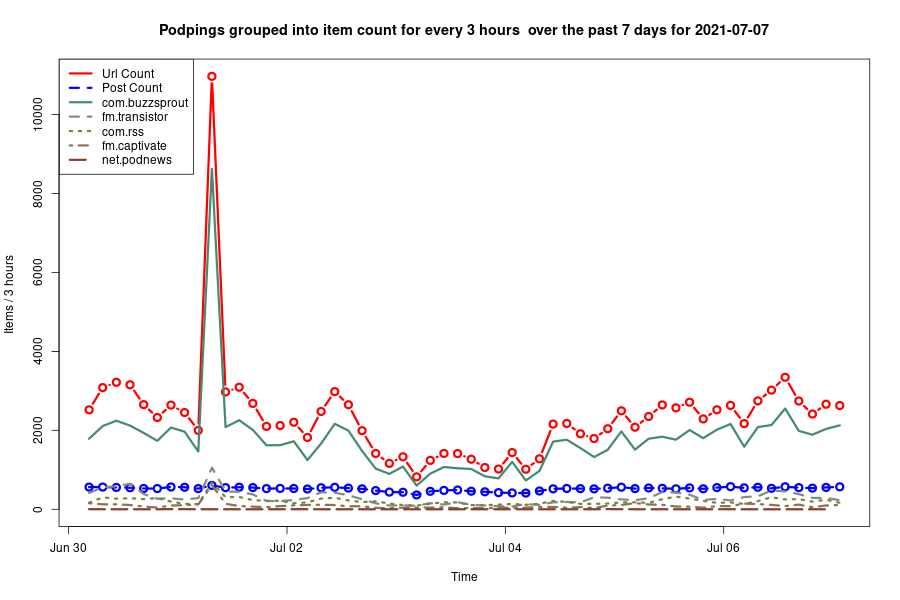 Podpings grouped into item count for every 3 hours  over the past 7 days for 2021-07-07
Url Count
Post Count
com.buzzsprout
fm.transistor
com.rss
fm.captivate
net.podnews
10000
8000
6000
4000
2000
0
Items / 3 hours
Jun 30
Jul 02
Jul 04
Jul 06
Time